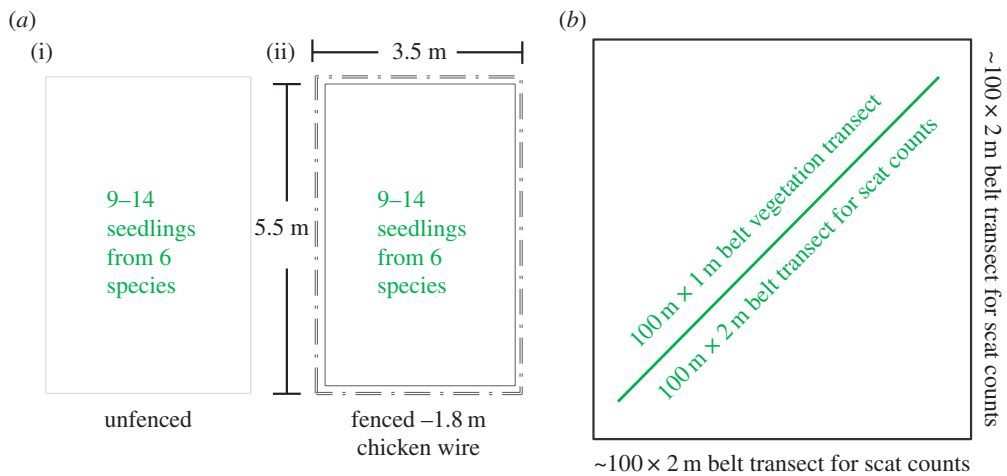 (a)
(i)
(ii)
3.5 m
9–14
seedlings
from 6
species
5.5 m
9–14
seedlings
from 6
species
unfenced
fenced –1.8 m
chicken wire
(b)
100 m × 1 m belt vegetation transect
100 m × 2 m belt transect for scat counts
~100 × 2 m belt transect for scat counts
~100 × 2 m belt transect for scat counts